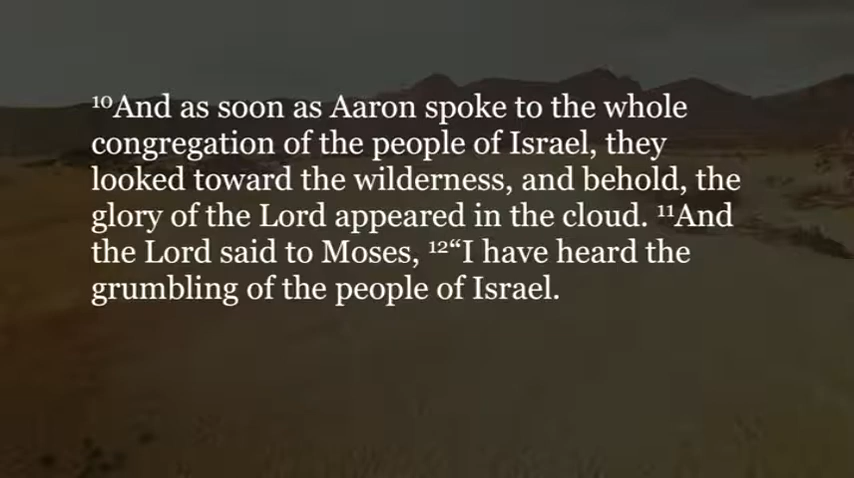 ¹⁰And as soon as Aaron spoke to the whole
congregation of the people of Israel, they
looked toward the wilderness, and behold, the
glory of the Lord appeared in the cloud. ¹¹And
the Lord said to Moses, ¹²“I have heard the
grumbling of the people of Israel.